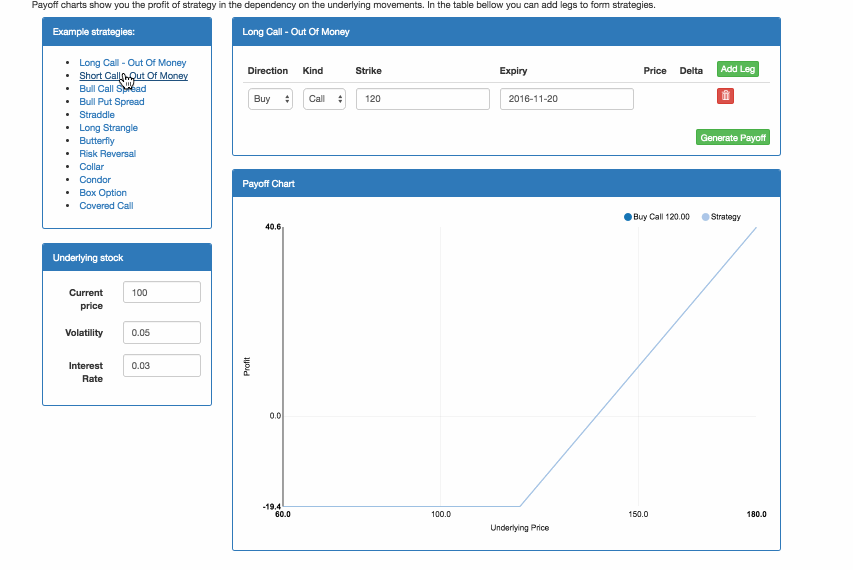 Payoff charts show you the profit of strategy in the dependency on the underlying movements. In the table bellow you can add legs to form strategies.
Example strategies:
Long Call - Out Of Money
Short Call - Out Of Money
Bull Call Spread
Bull Put Spread
Straddle
Long Strangle
Butterfly
Risk Reversal
Collar
Condor
Box Option
Covered Call
Underlying stock
Current price 100
Volatility 0.05
Interest Rate 0.03
Long Call - Out Of Money
Direction Kind Strike Expiry Price Delta Add Leg
Buy Call 120 2016-11-20
Generate Payoff
Payoff Chart
Buy Call 120.00 Strategy
40.6
Profit
0.0
-19.4
60.0 100.0 150.0 180.0
Underlying Price